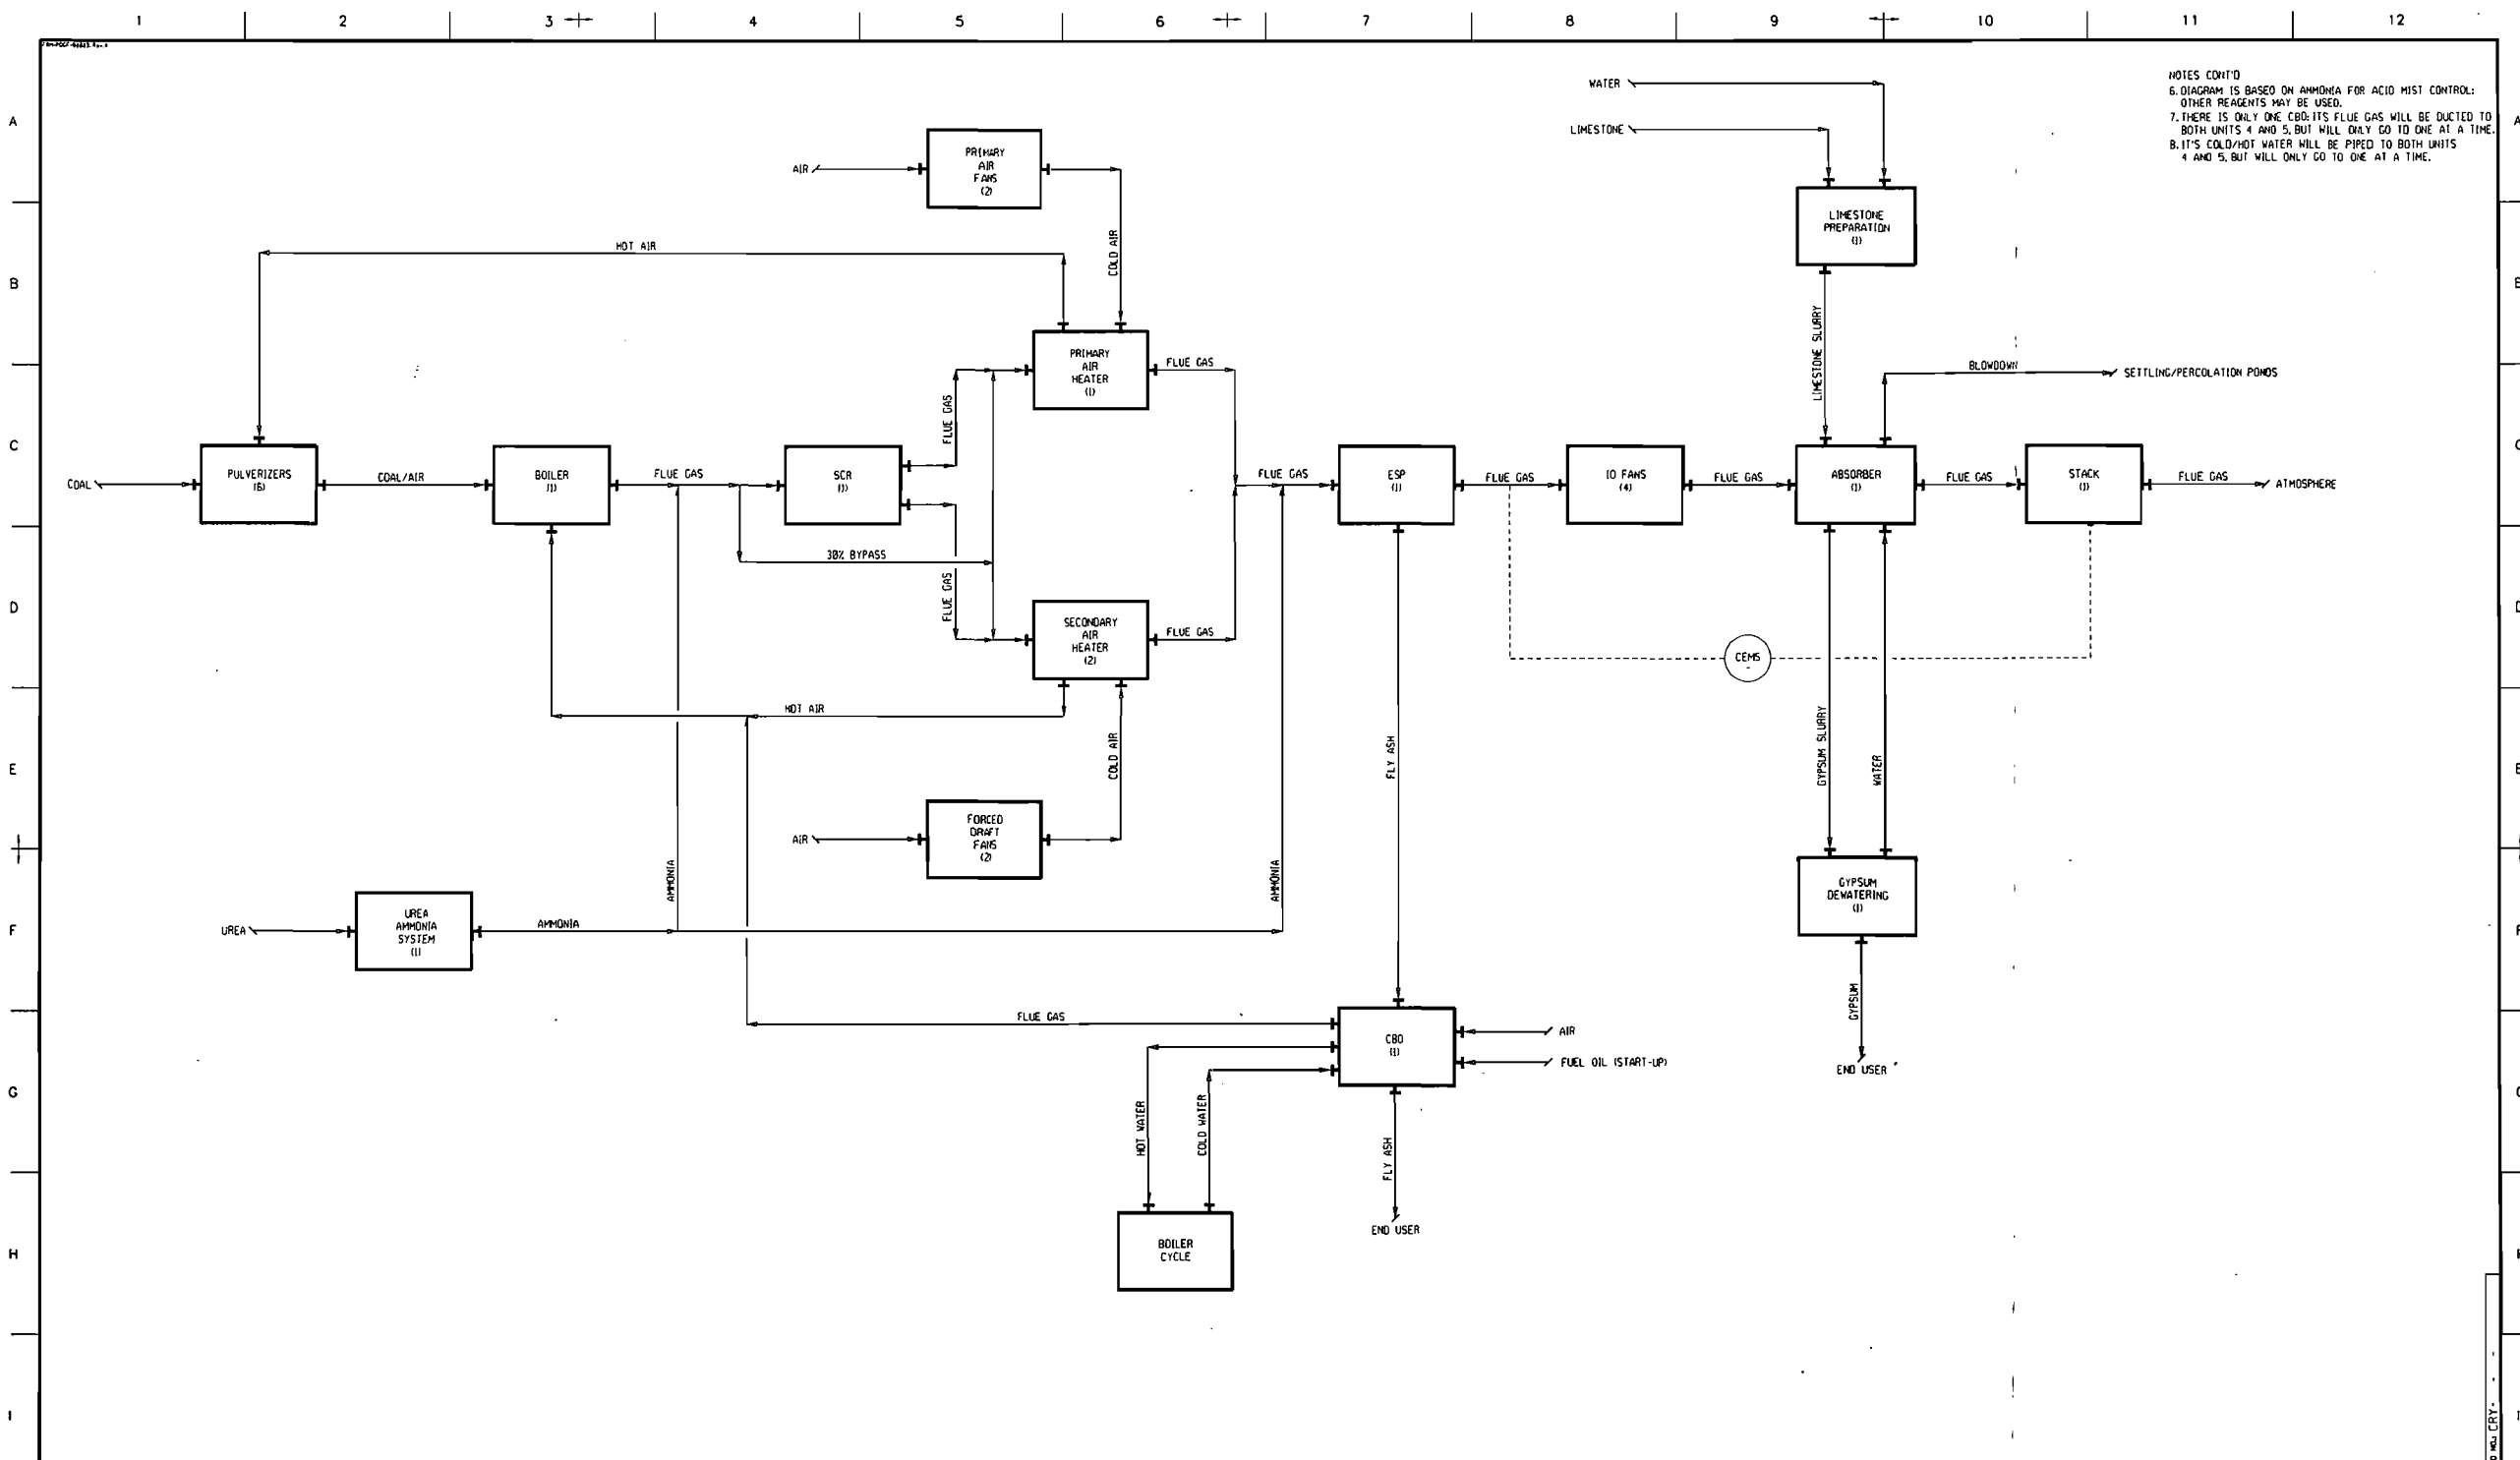 1 2 3 4 5 6 7 8 9 10 11 12
A
B
C
D
E
F
G
H
I
NOTES CONT'D
6. DIAGRAM IS BASED ON AMMONIA FOR ACID MIST CONTROL;
OTHER REAGENTS MAY BE USED.
7. THERE IS ONLY ONE CBO; ITS FLUE GAS WILL BE DUCTED TO
BOTH UNITS 4 AND 5, BUT WILL ONLY GO TO ONE AT A TIME.
8. IT'S COLD/HOT WATER WILL BE PIPED TO BOTH UNITS
4 AND 5, BUT WILL ONLY GO TO ONE AT A TIME.
WATER
LIMESTONE
AIR
PRIMARY
AIR
FANS
(2)
LIMESTONE
PREPARATION
(1)
HOT AIR
COLD AIR
LIMESTONE SLURRY
PRIMARY
AIR
HEATER
(1)
FLUE GAS
FLUE GAS
BLOWDOWN
SETTLING/PERCOLATION PONDS
COAL
PULVERIZERS
(6)
COAL/AIR
BOILER
(1)
FLUE GAS
SCR
(1)
FLUE GAS
ESP
(1)
FLUE GAS
ID FANS
(4)
FLUE GAS
ABSORBER
(1)
FLUE GAS
STACK
(1)
FLUE GAS
ATMOSPHERE
30% BYPASS
FLUE GAS
SECONDARY
AIR
HEATER
(2)
FLUE GAS
CEMS
HOT AIR
COLD AIR
FLY ASH
GYPSUM SLURRY
WATER
AIR
FORCED
DRAFT
FANS
(2)
AMMONIA
AMMONIA
GYPSUM
DEWATERING
(1)
UREA
UREA
AMMONIA
SYSTEM
(1)
AMMONIA
GYPSUM
END USER
FLUE GAS
CBO
(1)
AIR
FUEL OIL (START-UP)
HOT WATER
COLD WATER
FLY ASH
END USER
BOILER
CYCLE
CRY-